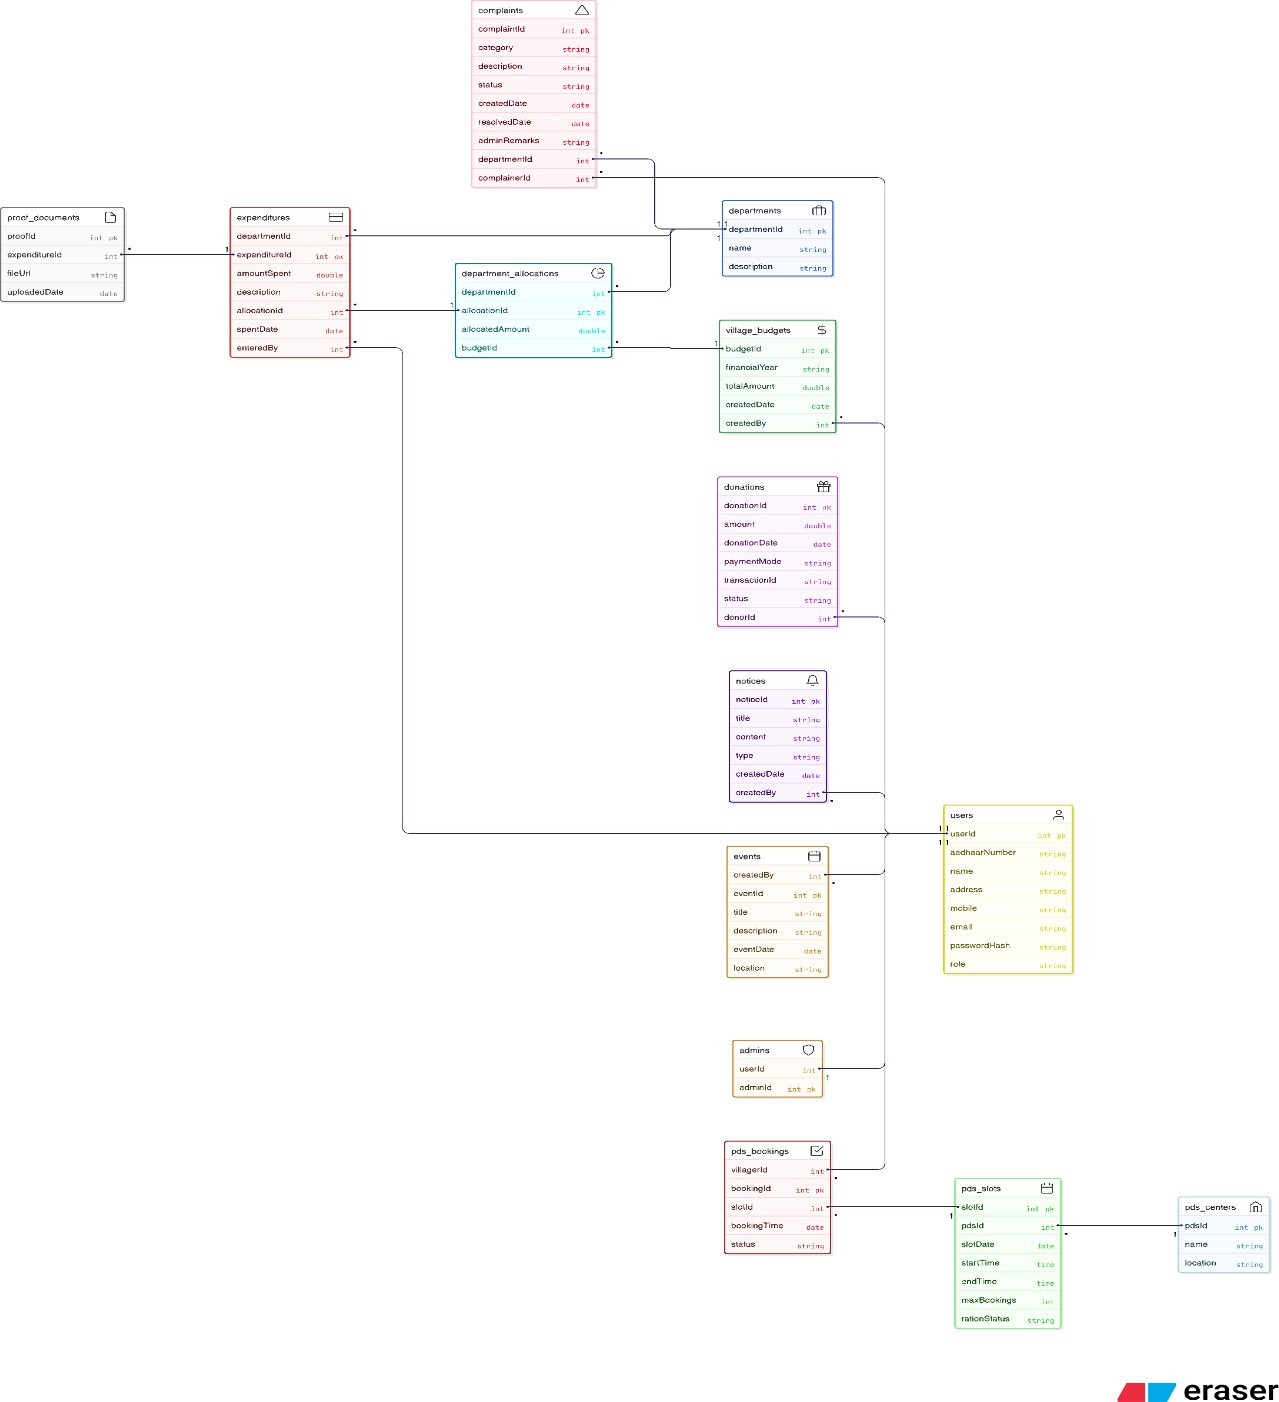 complaints
complaintId int pk
category string
description string
status string
createdDate date
resolvedDate date
adminRemarks string
departmentId int
complainerId int
proof_documents
proofId int pk
expenditureId int
fileUrl string
uploadedDate date
expenditures
departmentId int
expenditureId int pk
amountSpent double
description string
allocationId int
spentDate date
enteredBy int
department_allocations
departmentId int
allocationId int pk
allocatedAmount double
budgetId int
departments
departmentId int pk
name string
description string
village_budgets
budgetId int pk
financialYear string
totalAmount double
createdDate date
createdBy int
donations
donationId int pk
amount double
donationDate date
paymentMode string
transactionId string
status string
donorId int
notices
noticeId int pk
title string
content string
type string
createdDate date
createdBy int
users
userId int pk
aadhaarNumber string
name string
address string
mobile string
email string
passwordHash string
role string
events
createdBy int
eventId int pk
title string
description string
eventDate date
location string
admins
userId int
adminId int pk
pds_bookings
villagerId int
bookingId int pk
slotId int
bookingTime date
status string
pds_slots
slotId int pk
pdsId int
slotDate date
startTime time
endTime time
maxBookings int
rationStatus string
pds_centers
pdsId int pk
name string
location string
eraser